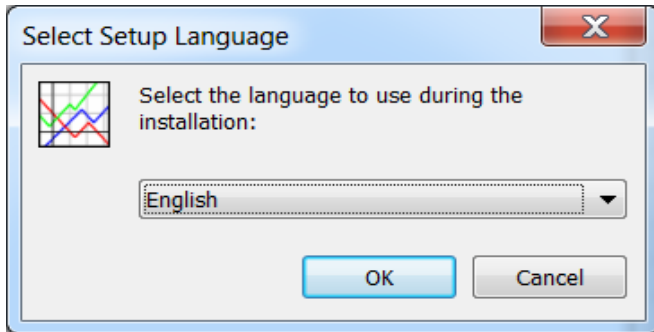 Select Setup Language
Select the language to use during the
installation:
English
OK
Cancel